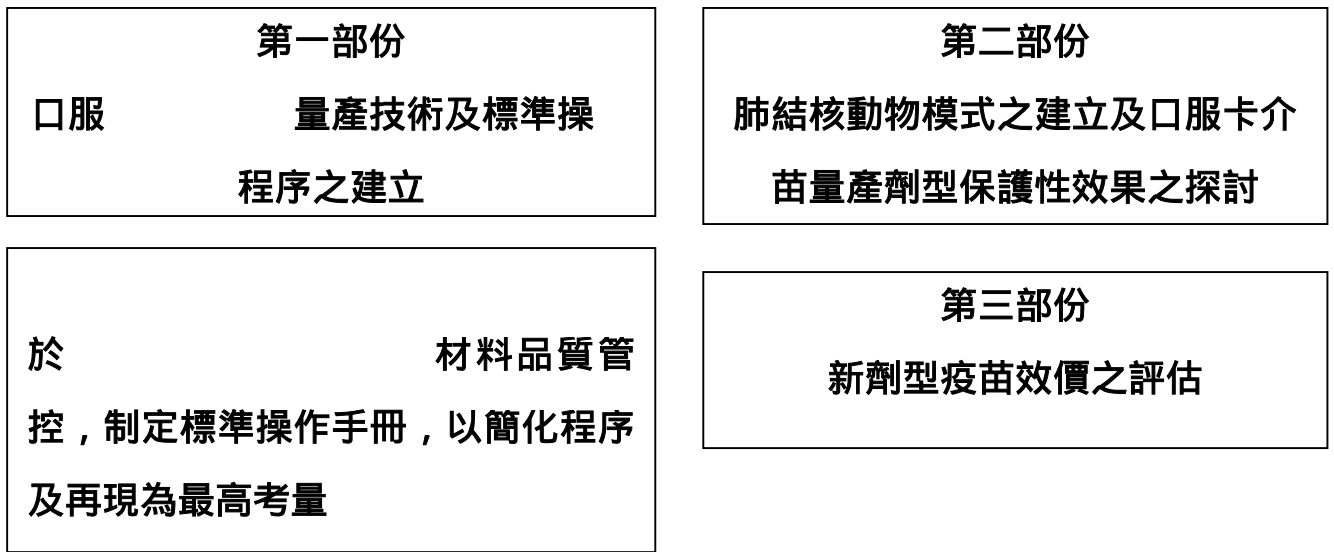 第一部份
口服 量產技術及標準操
程序之建立
於 材料品質管
控，制定標準操作手冊，以簡化程序
及再現為最高考量
第二部份
肺結核動物模式之建立及口服卡介
苗量產劑型保護性效果之探討
第三部份
新劑型疫苗效價之評估